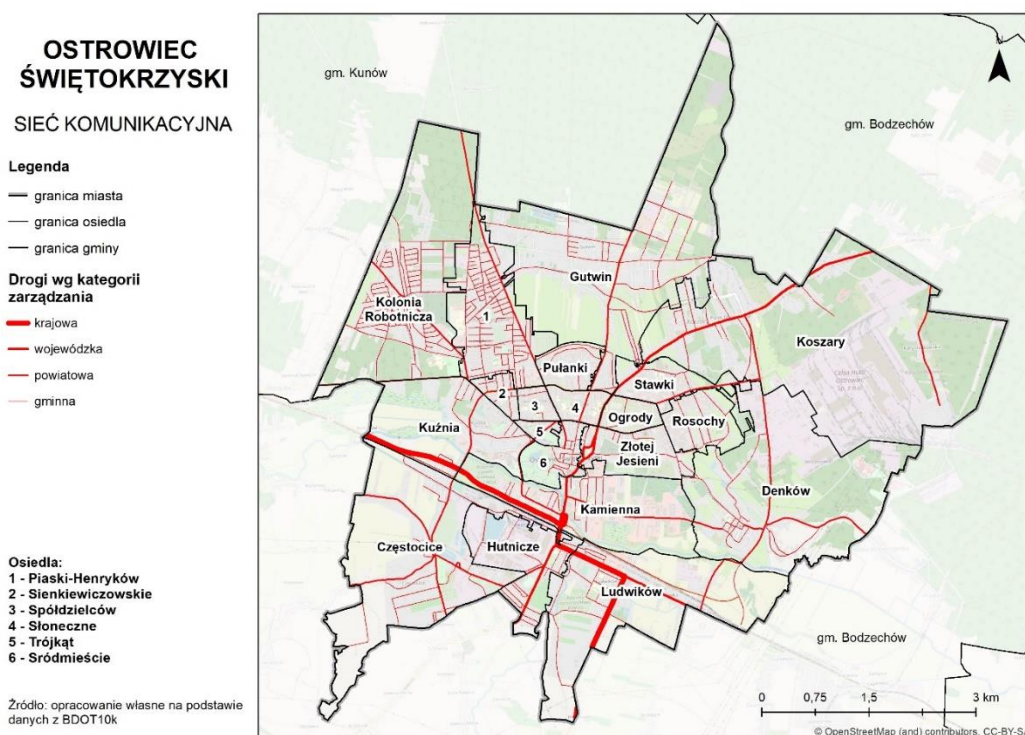 OSTROWIEC
ŚWIĘTOKRZYSKI
SIEĆ KOMUNIKACYJNA
Legenda
granica miasta
granica osiedla
granica gminy
Drogi wg kategorii
zarządzania
krajowa
wojewódzka
powiatowa
gminna
Osiedla:
1 - Piaski-Henryków
2 - Sienkiewiczowskie
3 - Spółdzielców
4 - Słoneczne
5 - Trójkąt
6 - Sródmieście
Źródło: opracowanie własne na podstawie
danych z BDOT10k
gm. Kunów
gm. Bodzechów
Gutwin
Kolonia
Robotnicza
1
Koszary
Pułanki
Stawki
2
3
4
Ogrody
Rosochy
Kuźnia
5
Złotej
Jesieni
6
Denków
Kamienna
Częstocice
Hutnicze
Ludwików
gm. Bodzechów
0 0,75 1,5 3 km
© OpenStreetMap (and) contributors, CC-BY-SA